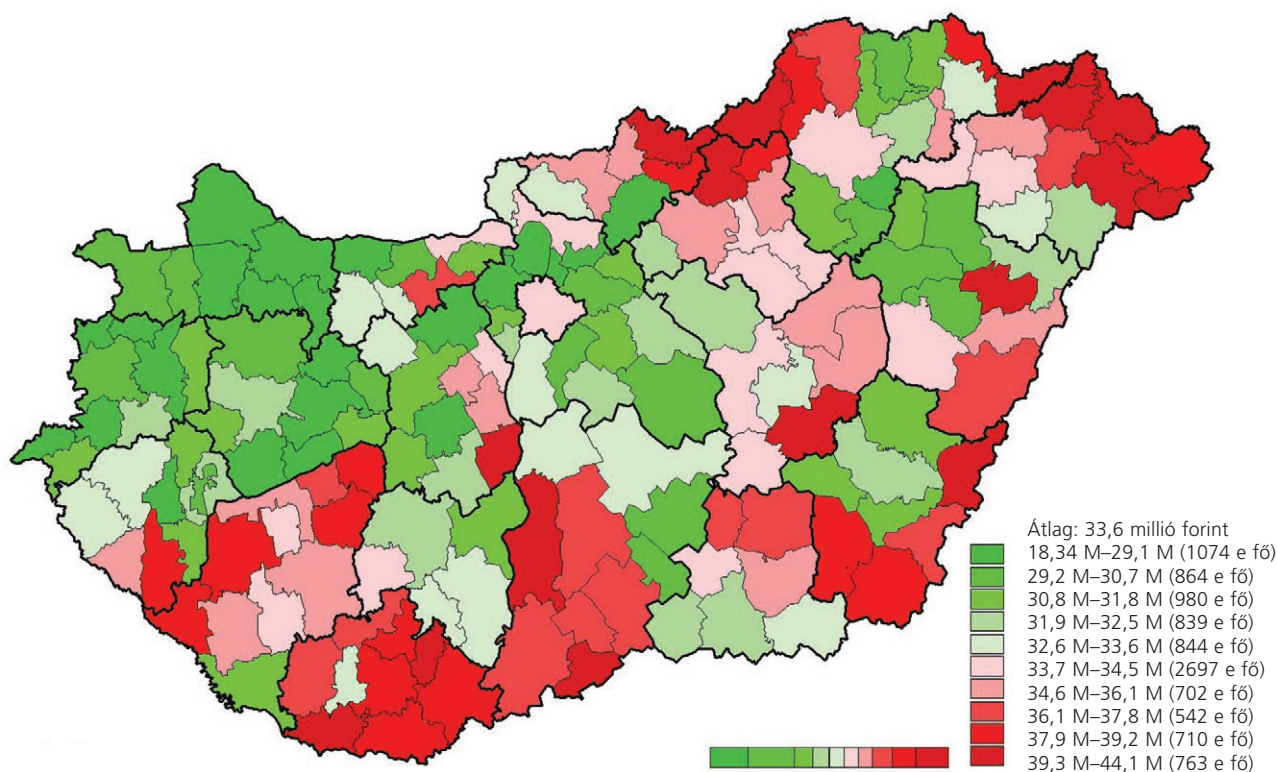 Átlag: 33,6 millió forint
18,34 M–29,1 M (1074 e fő)
29,2 M–30,7 M (864 e fő)
30,8 M–31,8 M (980 e fő)
31,9 M–32,5 M (839 e fő)
32,6 M–33,6 M (844 e fő)
33,7 M–34,5 M (2697 e fő)
34,6 M–36,1 M (702 e fő)
36,1 M–37,8 M (542 e fő)
37,9 M–39,2 M (710 e fő)
39,3 M–44,1 M (763 e fő)